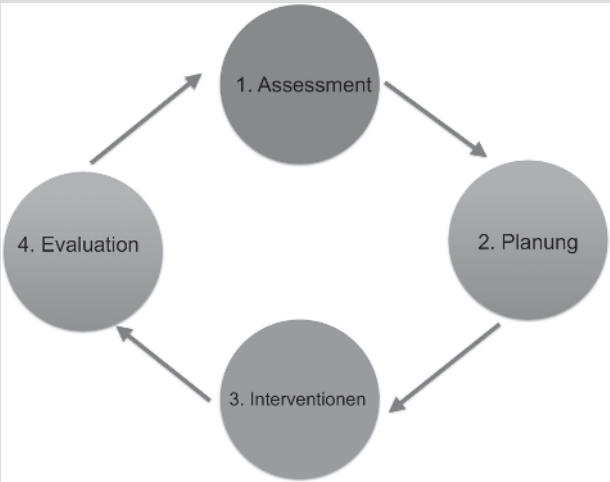 1. Assessment
2. Planung
3. Interventionen
4. Evaluation